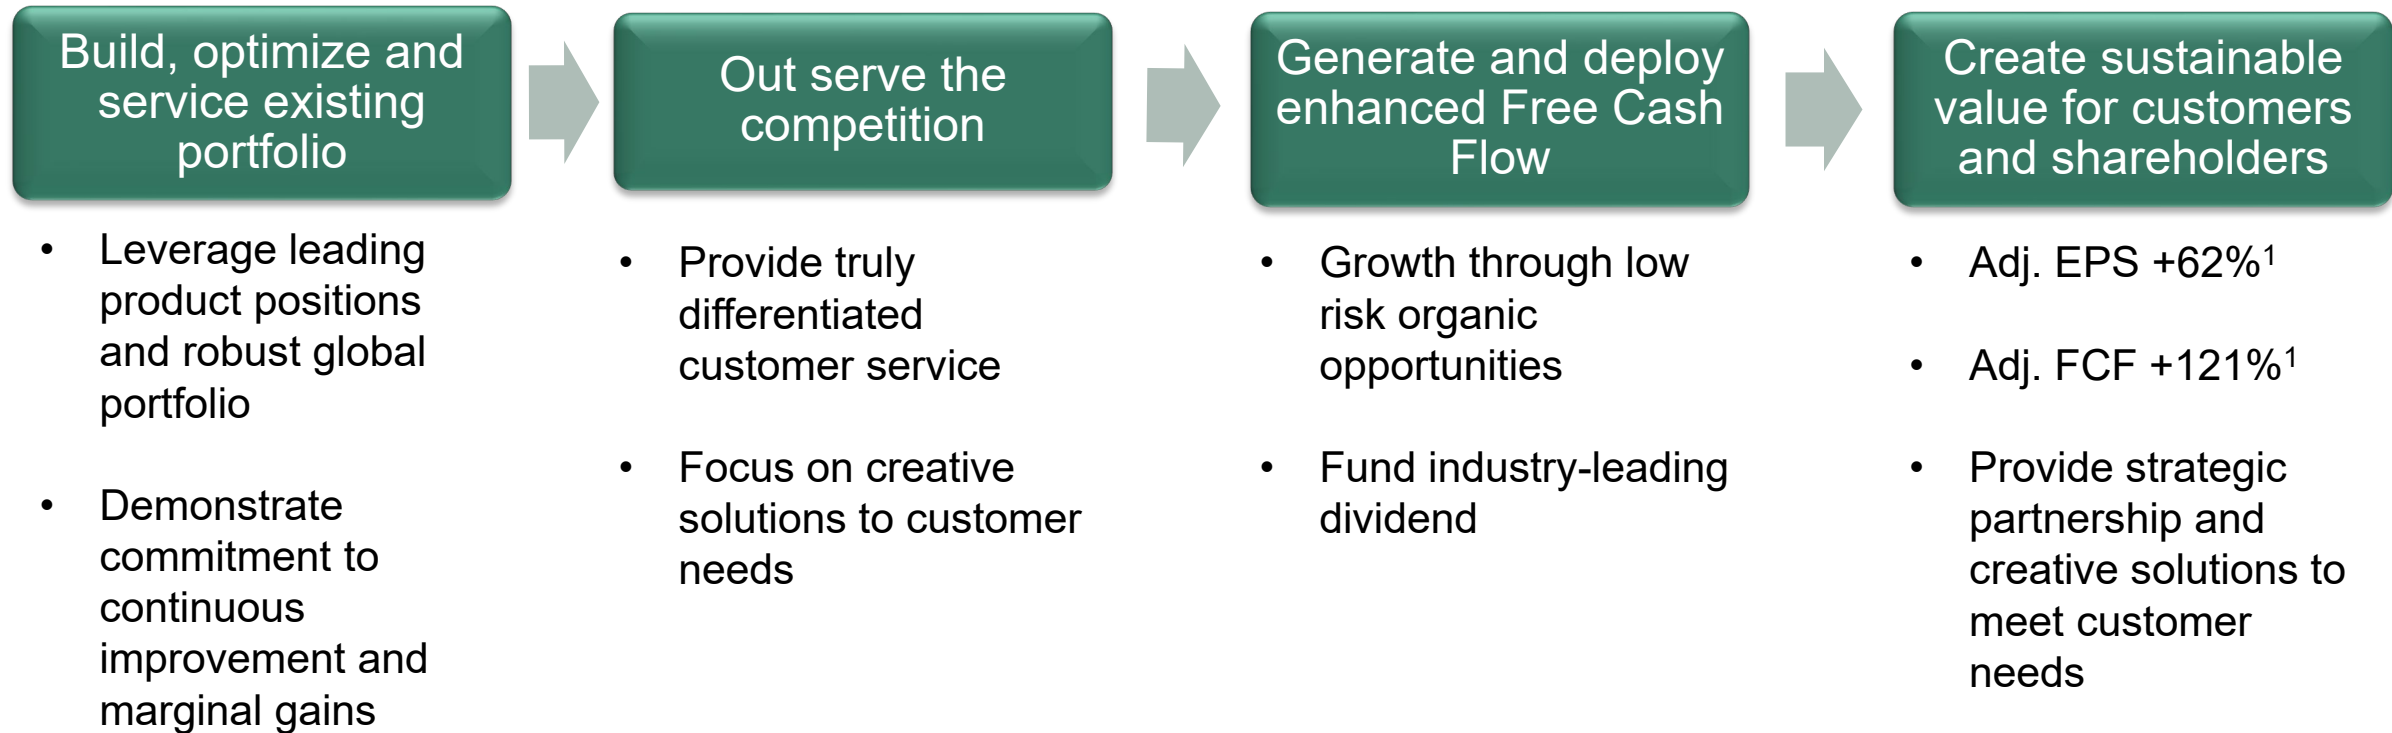 Build, optimize and
service existing
portfolio
• Leverage leading
product positions
and robust global
portfolio
• Demonstrate
commitment to
continuous
improvement and
marginal gains
Out serve the
competition
• Provide truly
differentiated
customer service
• Focus on creative
solutions to customer
needs
Generate and deploy
enhanced Free Cash
Flow
• Growth through low
risk organic
opportunities
• Fund industry-leading
dividend
Create sustainable
value for customers
and shareholders
• Adj. EPS +62%¹
• Adj. FCF +121%¹
• Provide strategic
partnership and
creative solutions to
meet customer
needs